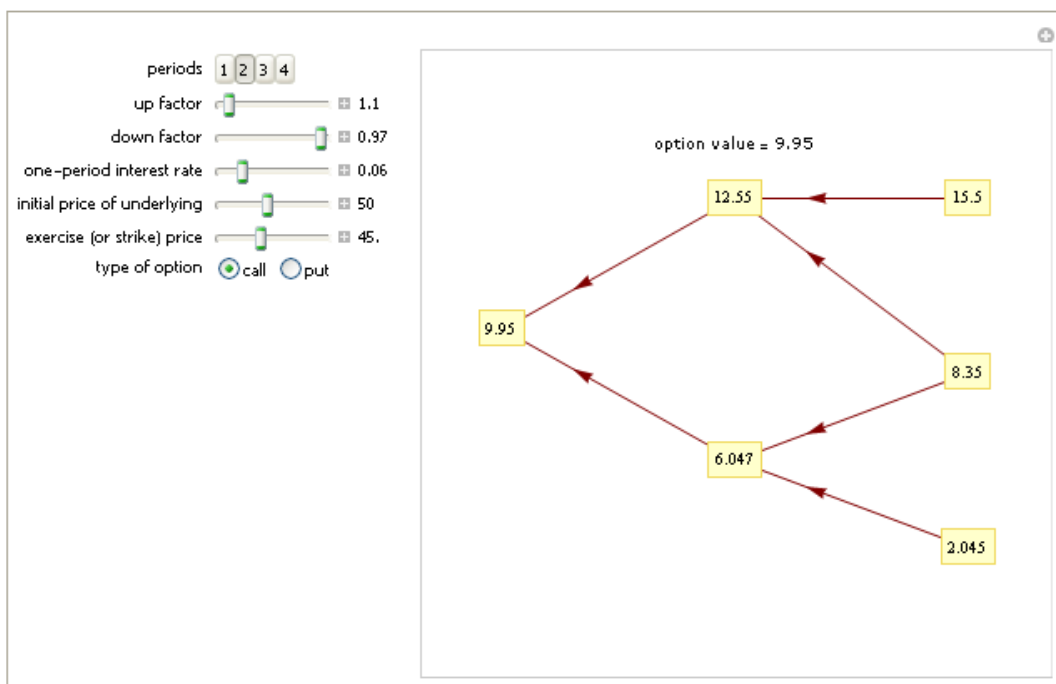 periods 1 2 3 4
up factor 1.1
down factor 0.97
one-period interest rate 0.06
initial price of underlying 50
exercise (or strike) price 45.
type of option call put
option value = 9.95
12.55 15.5
9.95
8.35
6.047
2.045